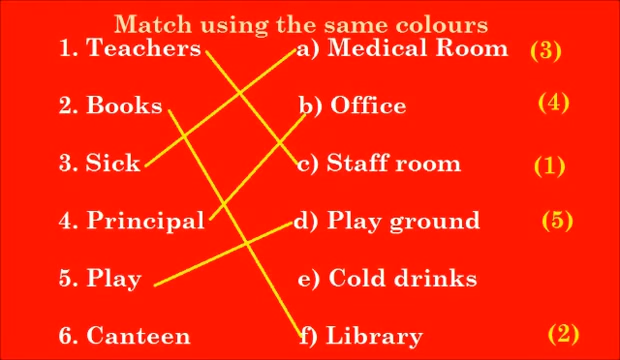 Match using the same colours
1. Teachers a) Medical Room (3)
2. Books b) Office (4)
3. Sick c) Staff room (1)
4. Principal d) Play ground (5)
5. Play e) Cold drinks
6. Canteen f) Library (2)